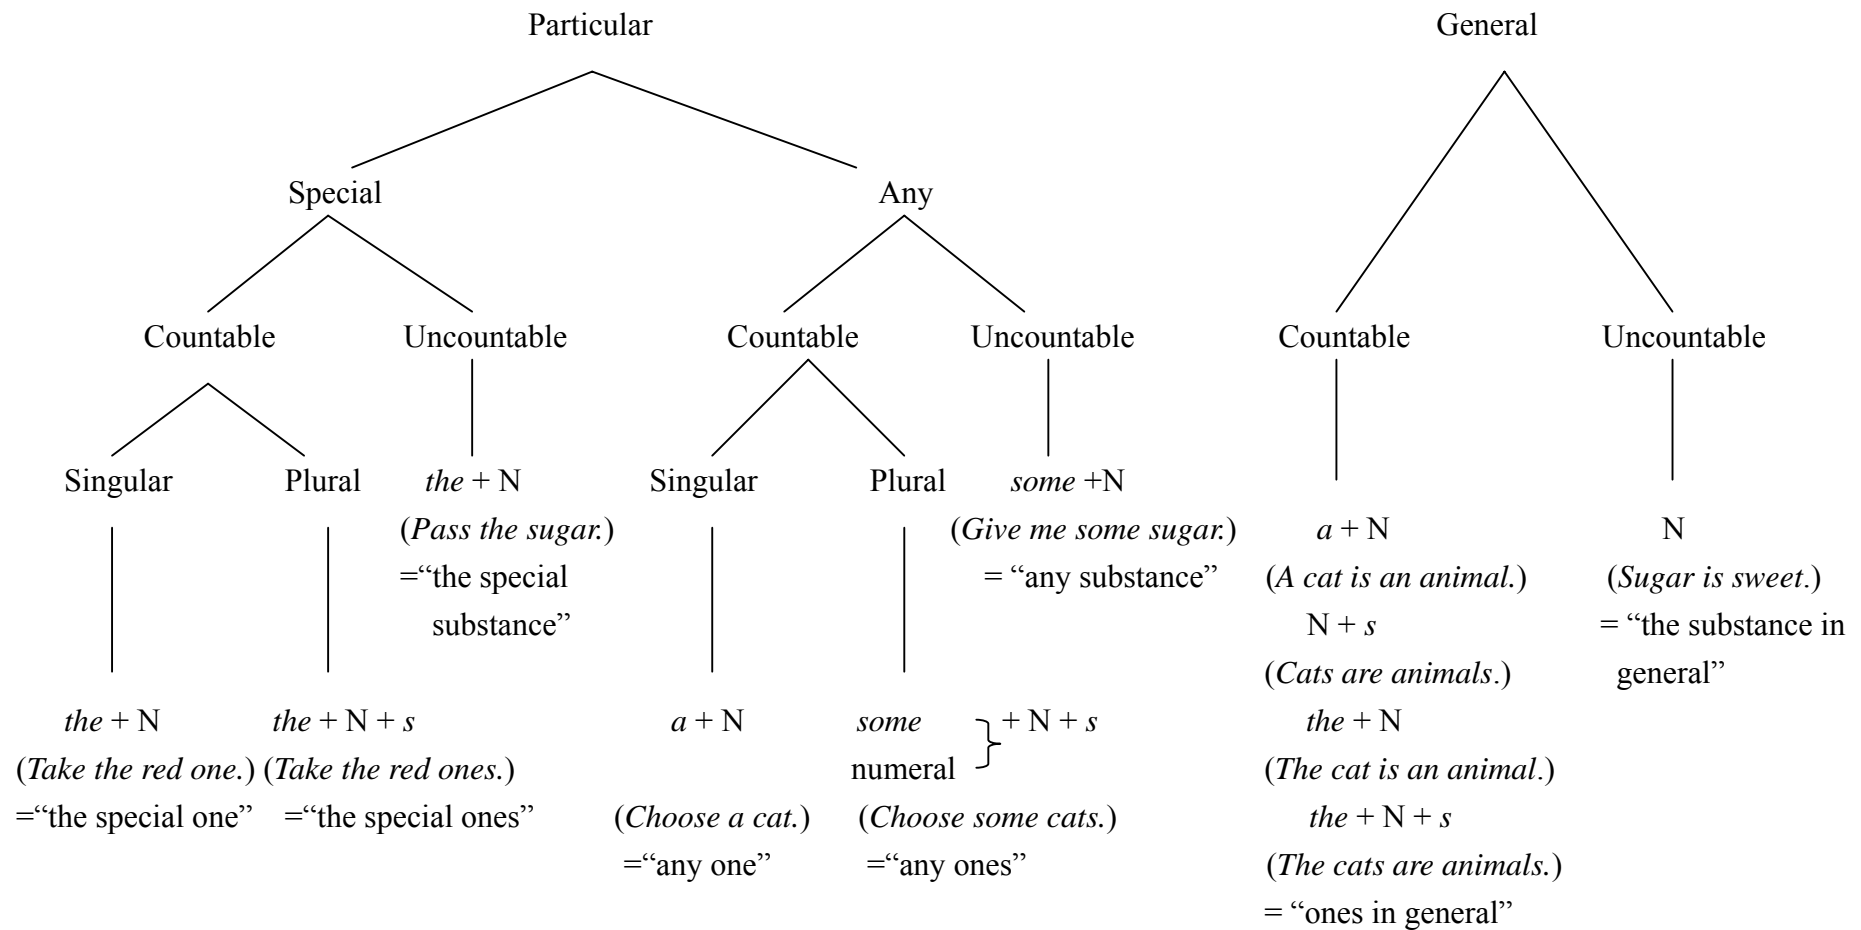 Particular General
Special Any
Countable Uncountable Countable Uncountable Countable Uncountable
Singular Plural the + N Singular Plural some +N
(Pass the sugar.) (Give me some sugar.) a + N N
=“the special = “any substance” (A cat is an animal.) (Sugar is sweet.)
substance” N + s = “the substance in
(Cats are animals.) general”
the + N the + N + s a + N some + N + s the + N
(Take the red one.) (Take the red ones.) numeral (The cat is an animal.)
=“the special one” =“the special ones” (Choose a cat.) (Choose some cats.) the + N + s
=“any one” =“any ones” (The cats are animals.)
= “ones in general”